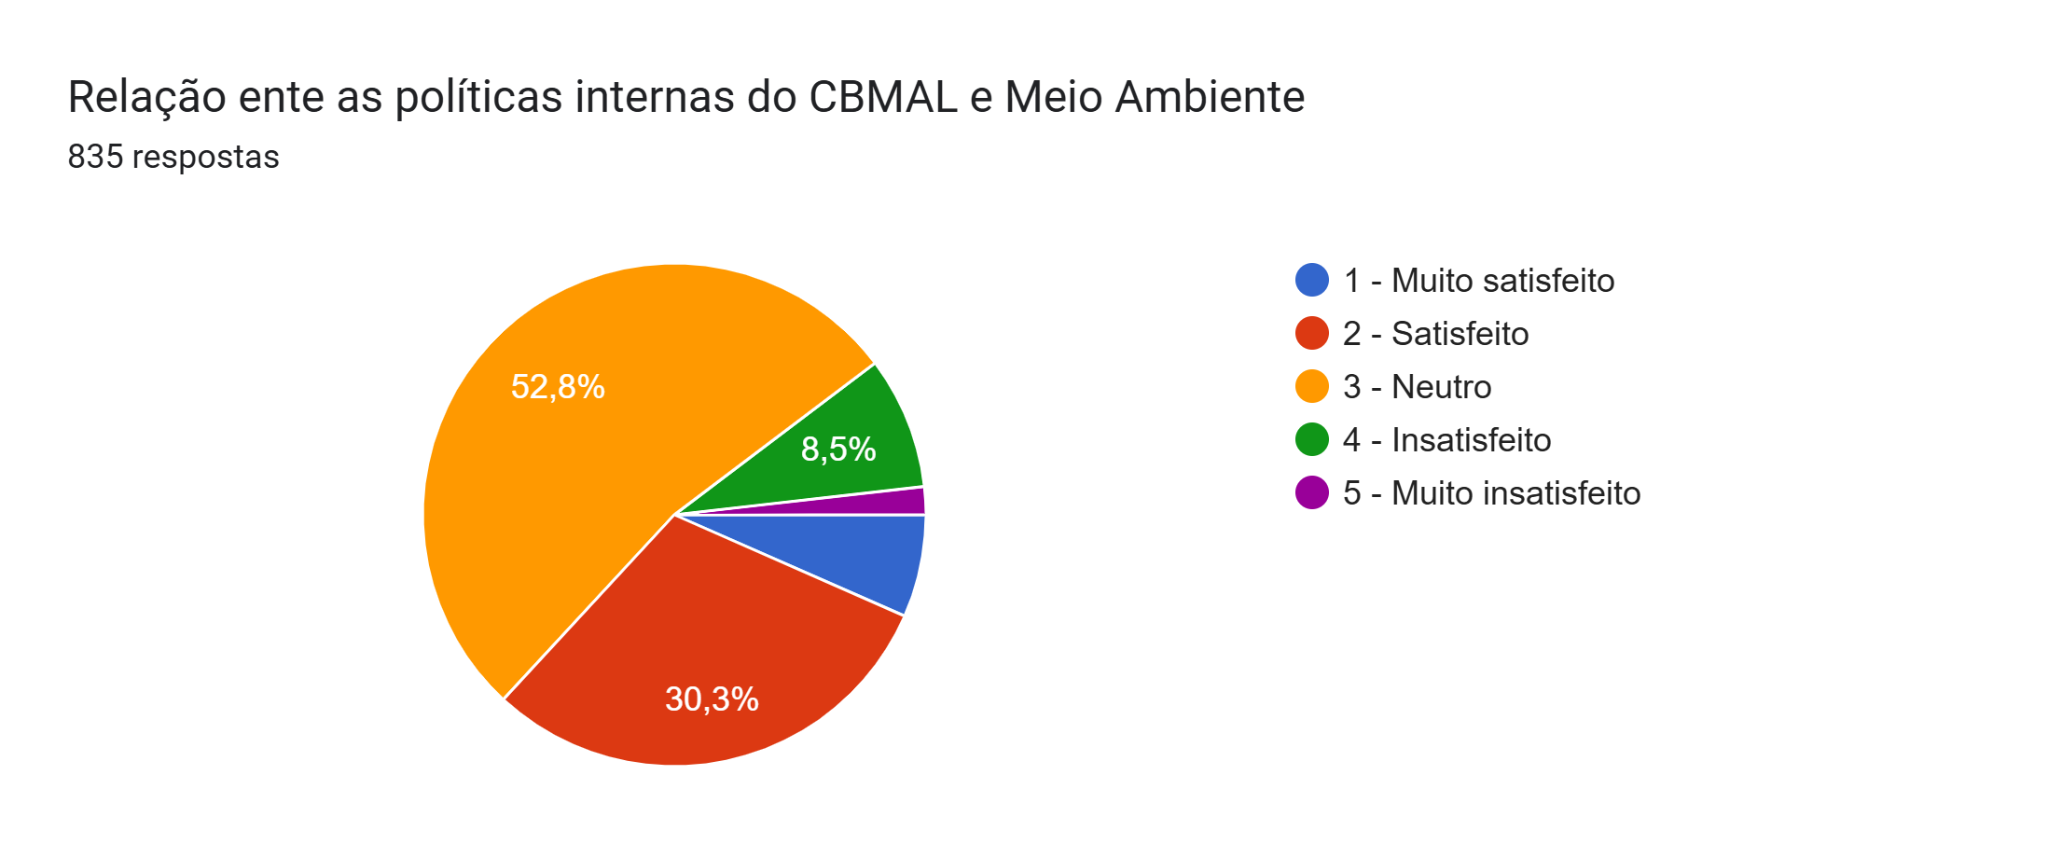 Relação ente as políticas internas do CBMAL e Meio Ambiente
835 respostas
52,8%
8,5%
30,3%
1 - Muito satisfeito
2 - Satisfeito
3 - Neutro
4 - Insatisfeito
5 - Muito insatisfeito